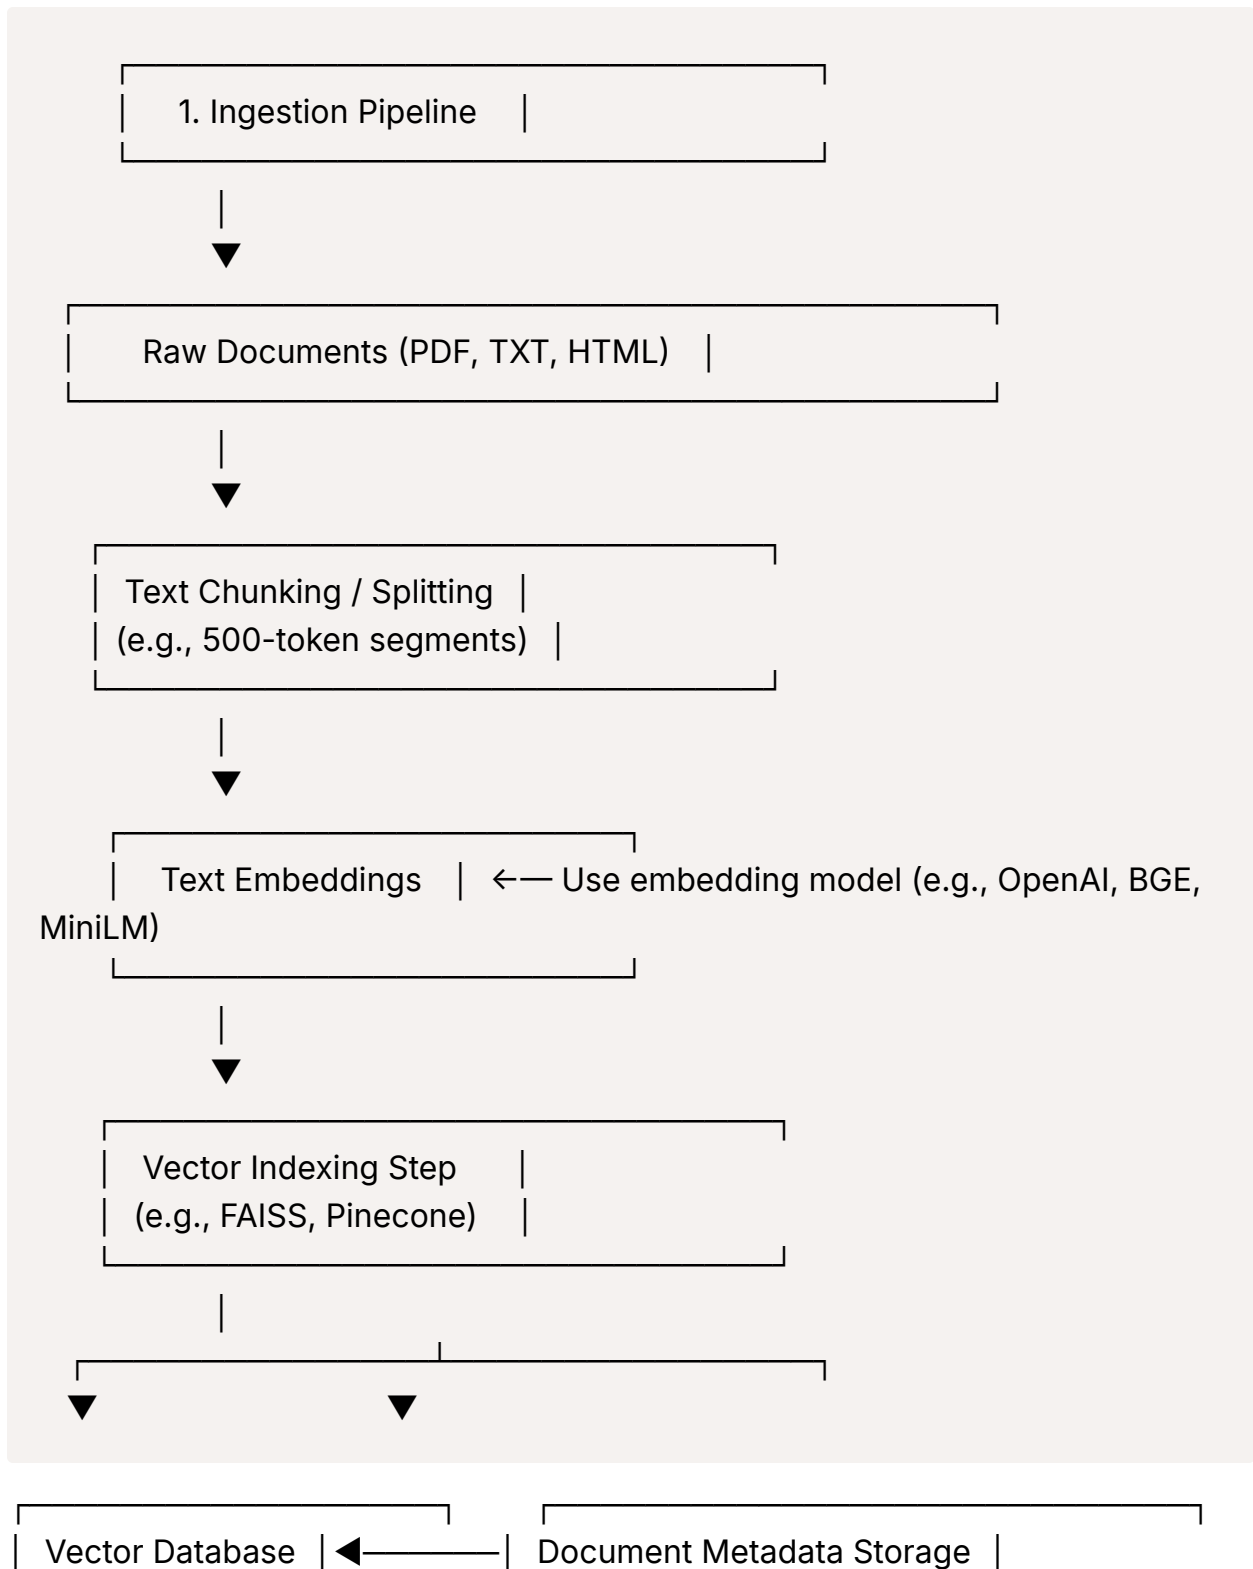 1. Ingestion Pipeline
Raw Documents (PDF, TXT, HTML)
Text Chunking / Splitting
(e.g., 500-token segments)
Text Embeddings ←— Use embedding model (e.g., OpenAI, BGE,
MiniLM)
Vector Indexing Step
(e.g., FAISS, Pinecone)
Vector Database ◀────── Document Metadata Storage